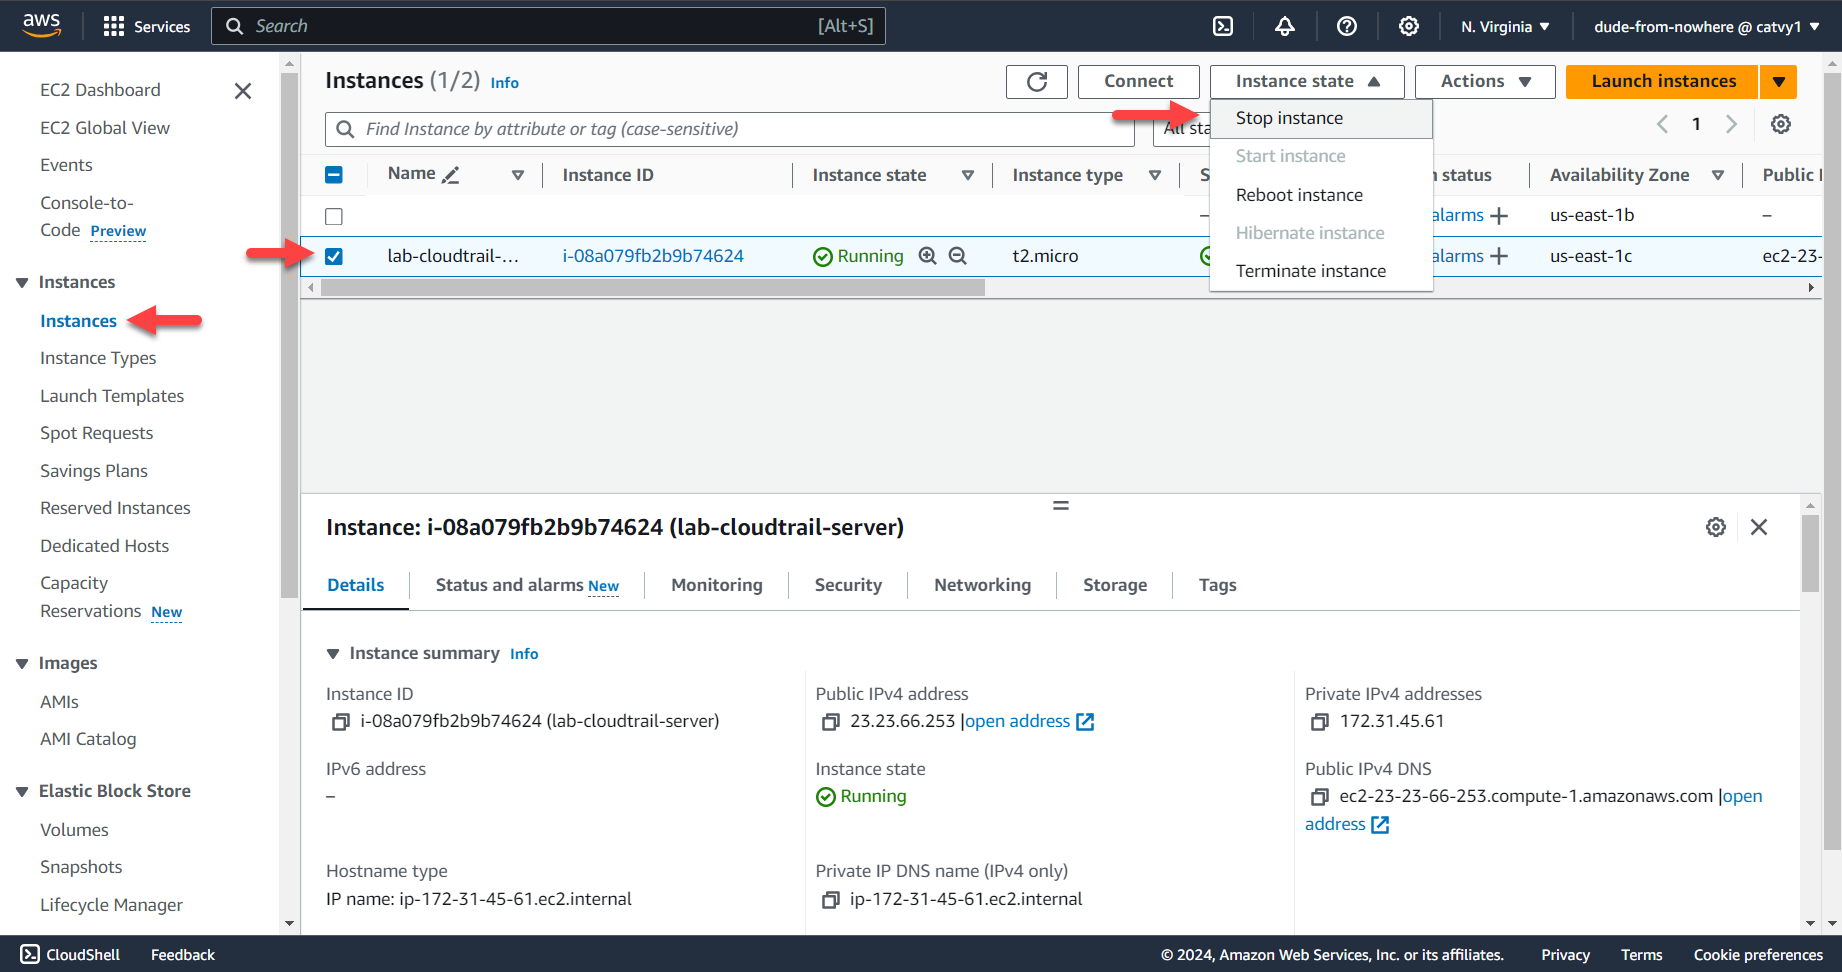 aws
Services
Search
[Alt+S]
N. Virginia
dude-from-nowhere @ catvy1
EC2 Dashboard
EC2 Global View
Events
Console-to-
Code Preview
Instances
Instances
Instance Types
Launch Templates
Spot Requests
Savings Plans
Reserved Instances
Dedicated Hosts
Capacity
Reservations New
Images
AMIs
AMI Catalog
Elastic Block Store
Volumes
Snapshots
Lifecycle Manager
Instances (1/2) Info
Connect
Instance state
Actions
Launch instances
Find Instance by attribute or tag (case-sensitive)
All sta
1
Stop instance
Start instance
Reboot instance
Hibernate instance
Terminate instance
Name
Instance ID
Instance state
Instance type
S
status
Availability Zone
Public I
–
alarms +
us-east-1b
–
lab-cloudtrail-...
i-08a079fb2b9b74624
Running
t2.micro
alarms +
us-east-1c
ec2-23-
Instance: i-08a079fb2b9b74624 (lab-cloudtrail-server)
Details
Status and alarms New
Monitoring
Security
Networking
Storage
Tags
Instance summary Info
Instance ID
i-08a079fb2b9b74624 (lab-cloudtrail-server)
Public IPv4 address
23.23.66.253 |open address
Private IPv4 addresses
172.31.45.61
IPv6 address
–
Instance state
Running
Public IPv4 DNS
ec2-23-23-66-253.compute-1.amazonaws.com |open
address
Hostname type
IP name: ip-172-31-45-61.ec2.internal
Private IP DNS name (IPv4 only)
ip-172-31-45-61.ec2.internal
CloudShell
Feedback
© 2024, Amazon Web Services, Inc. or its affiliates.
Privacy
Terms
Cookie preferences